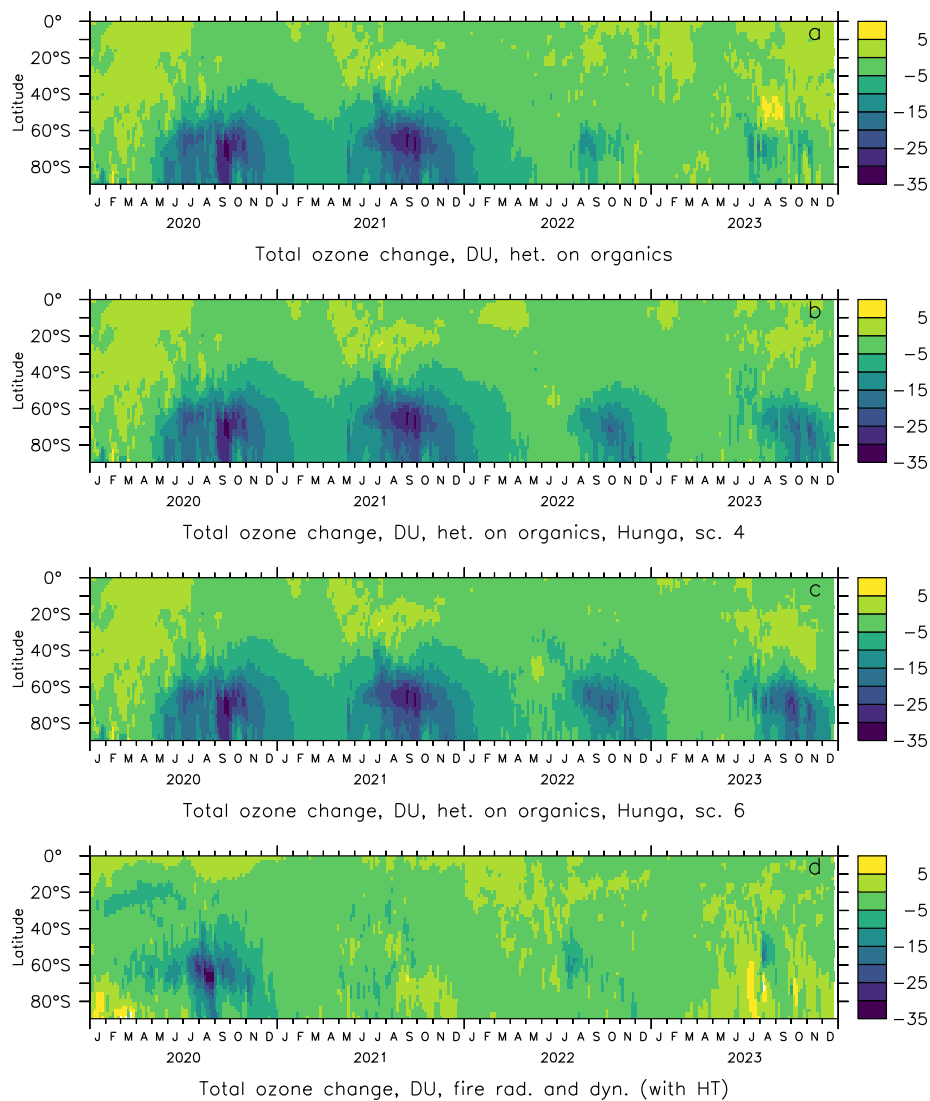 a
0°
20°S
40°S
60°S
80°S
Latitude
5
−5
−15
−25
−35
J F M A M J J A S O N D J F M A M J J A S O N D J F M A M J J A S O N D J F M A M J J A S O N D
2020 2021 2022 2023
Total ozone change, DU, het. on organics
b
0°
20°S
40°S
60°S
80°S
Latitude
5
−5
−15
−25
−35
J F M A M J J A S O N D J F M A M J J A S O N D J F M A M J J A S O N D J F M A M J J A S O N D
2020 2021 2022 2023
Total ozone change, DU, het. on organics, Hunga, sc. 4
c
0°
20°S
40°S
60°S
80°S
Latitude
5
−5
−15
−25
−35
J F M A M J J A S O N D J F M A M J J A S O N D J F M A M J J A S O N D J F M A M J J A S O N D
2020 2021 2022 2023
Total ozone change, DU, het. on organics, Hunga, sc. 6
d
0°
20°S
40°S
60°S
80°S
Latitude
5
−5
−15
−25
−35
J F M A M J J A S O N D J F M A M J J A S O N D J F M A M J J A S O N D J F M A M J J A S O N D
2020 2021 2022 2023
Total ozone change, DU, fire rad. and dyn. (with HT)